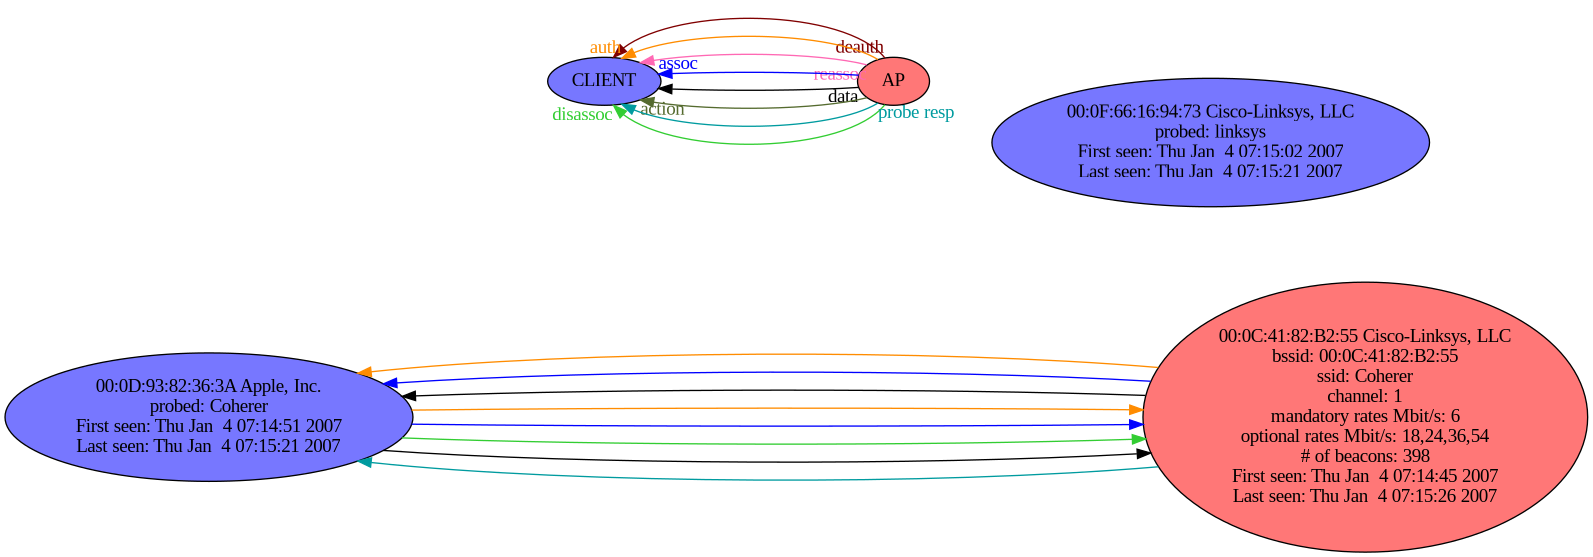 deauth
auth
reassoc
assoc
CLIENT
AP
data
action
probe resp
disassoc
00:0F:66:16:94:73 Cisco-Linksys, LLC
probed: linksys
First seen: Thu Jan  4 07:15:02 2007
Last seen: Thu Jan  4 07:15:21 2007
00:0D:93:82:36:3A Apple, Inc.
probed: Coherer
First seen: Thu Jan  4 07:14:51 2007
Last seen: Thu Jan  4 07:15:21 2007
00:0C:41:82:B2:55 Cisco-Linksys, LLC
bssid: 00:0C:41:82:B2:55
ssid: Coherer
channel: 1
mandatory rates Mbit/s: 6
optional rates Mbit/s: 18,24,36,54
# of beacons: 398
First seen: Thu Jan  4 07:14:45 2007
Last seen: Thu Jan  4 07:15:26 2007